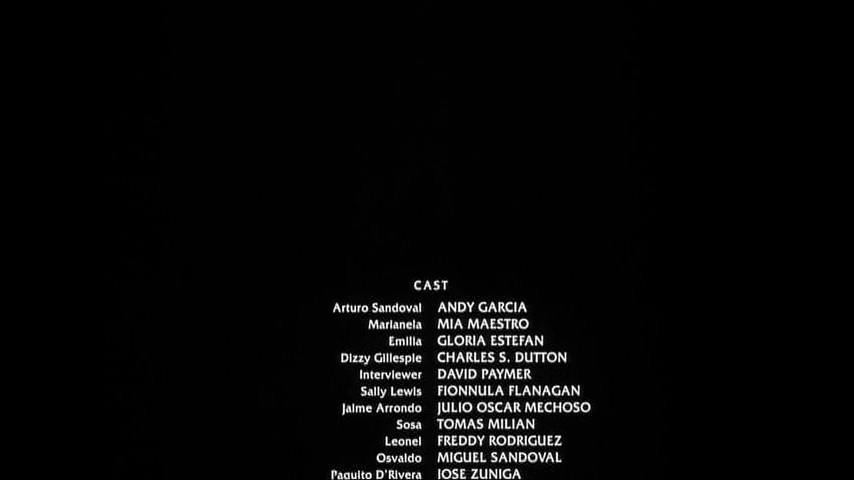 CAST
Arturo Sandoval ANDY GARCIA
Marianela MIA MAESTRO
Emilia GLORIA ESTEFAN
Dizzy Gillespie CHARLES S. DUTTON
Interviewer DAVID PAYMER
Sally Lewis FIONNULA FLANAGAN
Jaime Arrondo JULIO OSCAR MECHOSO
Sosa TOMAS MILIAN
Leonel FREDDY RODRIGUEZ
Osvaldo MIGUEL SANDOVAL
Paquito D'Rivera JOSE ZUNIGA